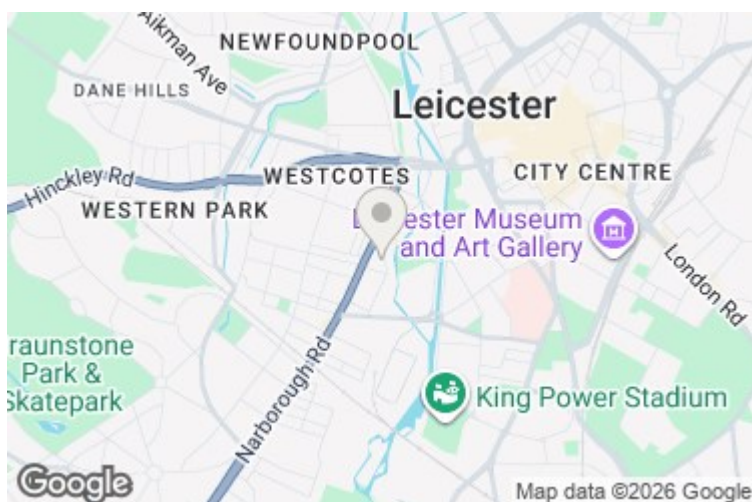 NEWFOUNDPOOL
Aikman Ave
DANE HILLS
Leicester
WESTCOTES
CITY CENTRE
Hinckley Rd
WESTERN PARK
ester Museum
and Art Gallery
London Rd
raunstone
Park &
Skatepark
Narborough Rd
King Power Stadium
Google
Map data ©2026 Google